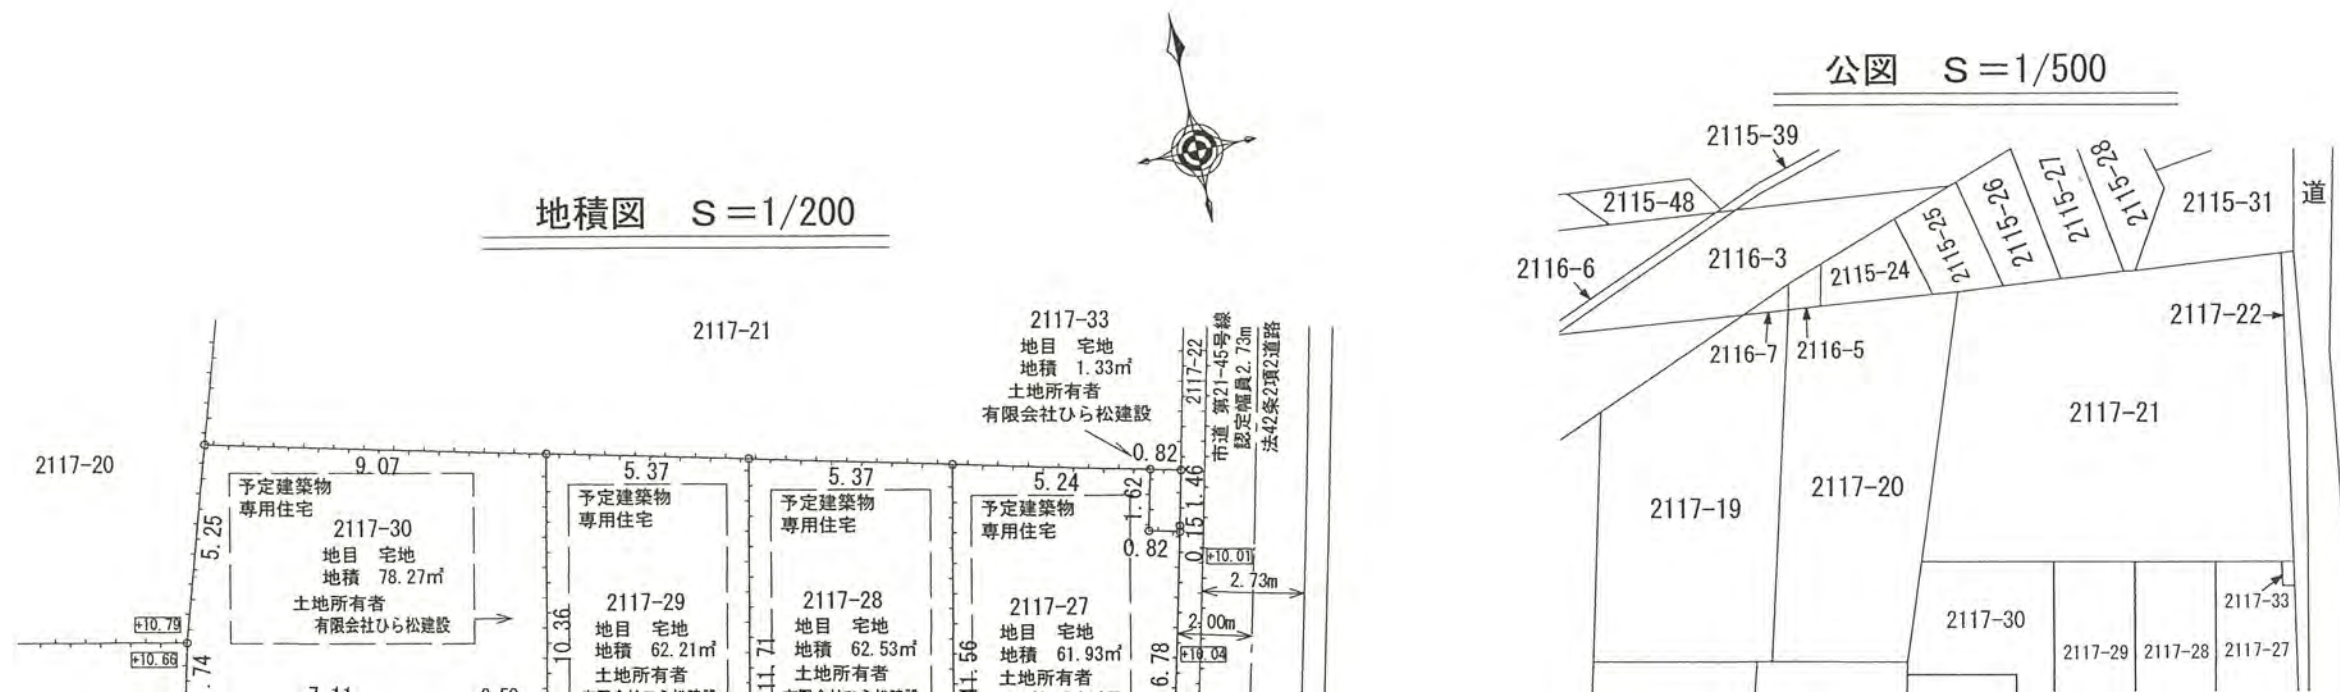 地積図 S=1/200
2117-21
2117-33
地目 宅地
地積 1.33㎡
土地所有者
有限会社ひら松建設
2117-22
市道 第21-45号線
認定幅員2.73m
法42条2項2道路
2117-20
9.07
5.37
5.37
5.24
0.82
1.62
1.46
0.15
0.82
5.25
予定建築物
専用住宅
2117-30
地目 宅地
地積 78.27㎡
土地所有者
有限会社ひら松建設
予定建築物
専用住宅
2117-29
地目 宅地
地積 62.21㎡
土地所有者
予定建築物
専用住宅
2117-28
地目 宅地
地積 62.53㎡
土地所有者
予定建築物
専用住宅
2117-27
地目 宅地
地積 61.93㎡
土地所有者
+10.79
+10.66
.74
10.36
11.71
11.56
6.78
+10.01
2.73m
2.00m
+10.04
公図 S=1/500
2115-39
2115-48
2116-6
2116-3
2115-24
2115-25
2115-26
2115-27
2115-28
2115-31
道
2116-7
2116-5
2117-22
2117-21
2117-19
2117-20
2117-30
2117-29
2117-28
2117-27
2117-33